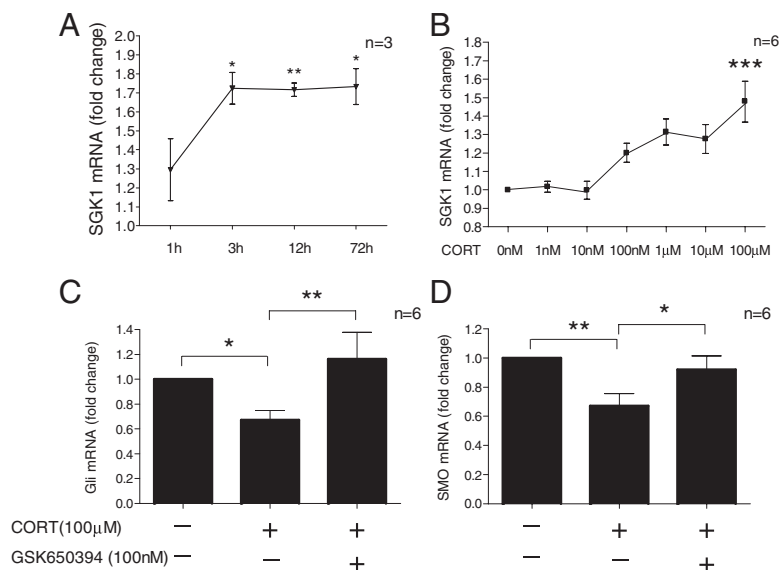 A
n=3
SGK1 mRNA (fold change)
2.0
1.9
1.8
1.7
1.6
1.5
1.4
1.3
1.2
1.1
1.0
* ** *
1h 3h 12h 72h
B
n=6
SGK1 mRNA (fold change)
1.8
1.7
1.6
1.5
1.4
1.3
1.2
1.1
1.0
0.9
0.8
***
CORT 0nM 1nM 10nM 100nM 1μM 10μM 100μM
C
n=6
Gli mRNA (fold change)
1.4
1.2
1.0
0.8
0.6
0.4
0.2
0.0
**
*
D
n=6
SMO mRNA (fold change)
1.2
1.0
0.8
0.6
0.4
0.2
0.0
** *
CORT(100μM) — + + — + +
GSK650394 (100nM) — — + — — +